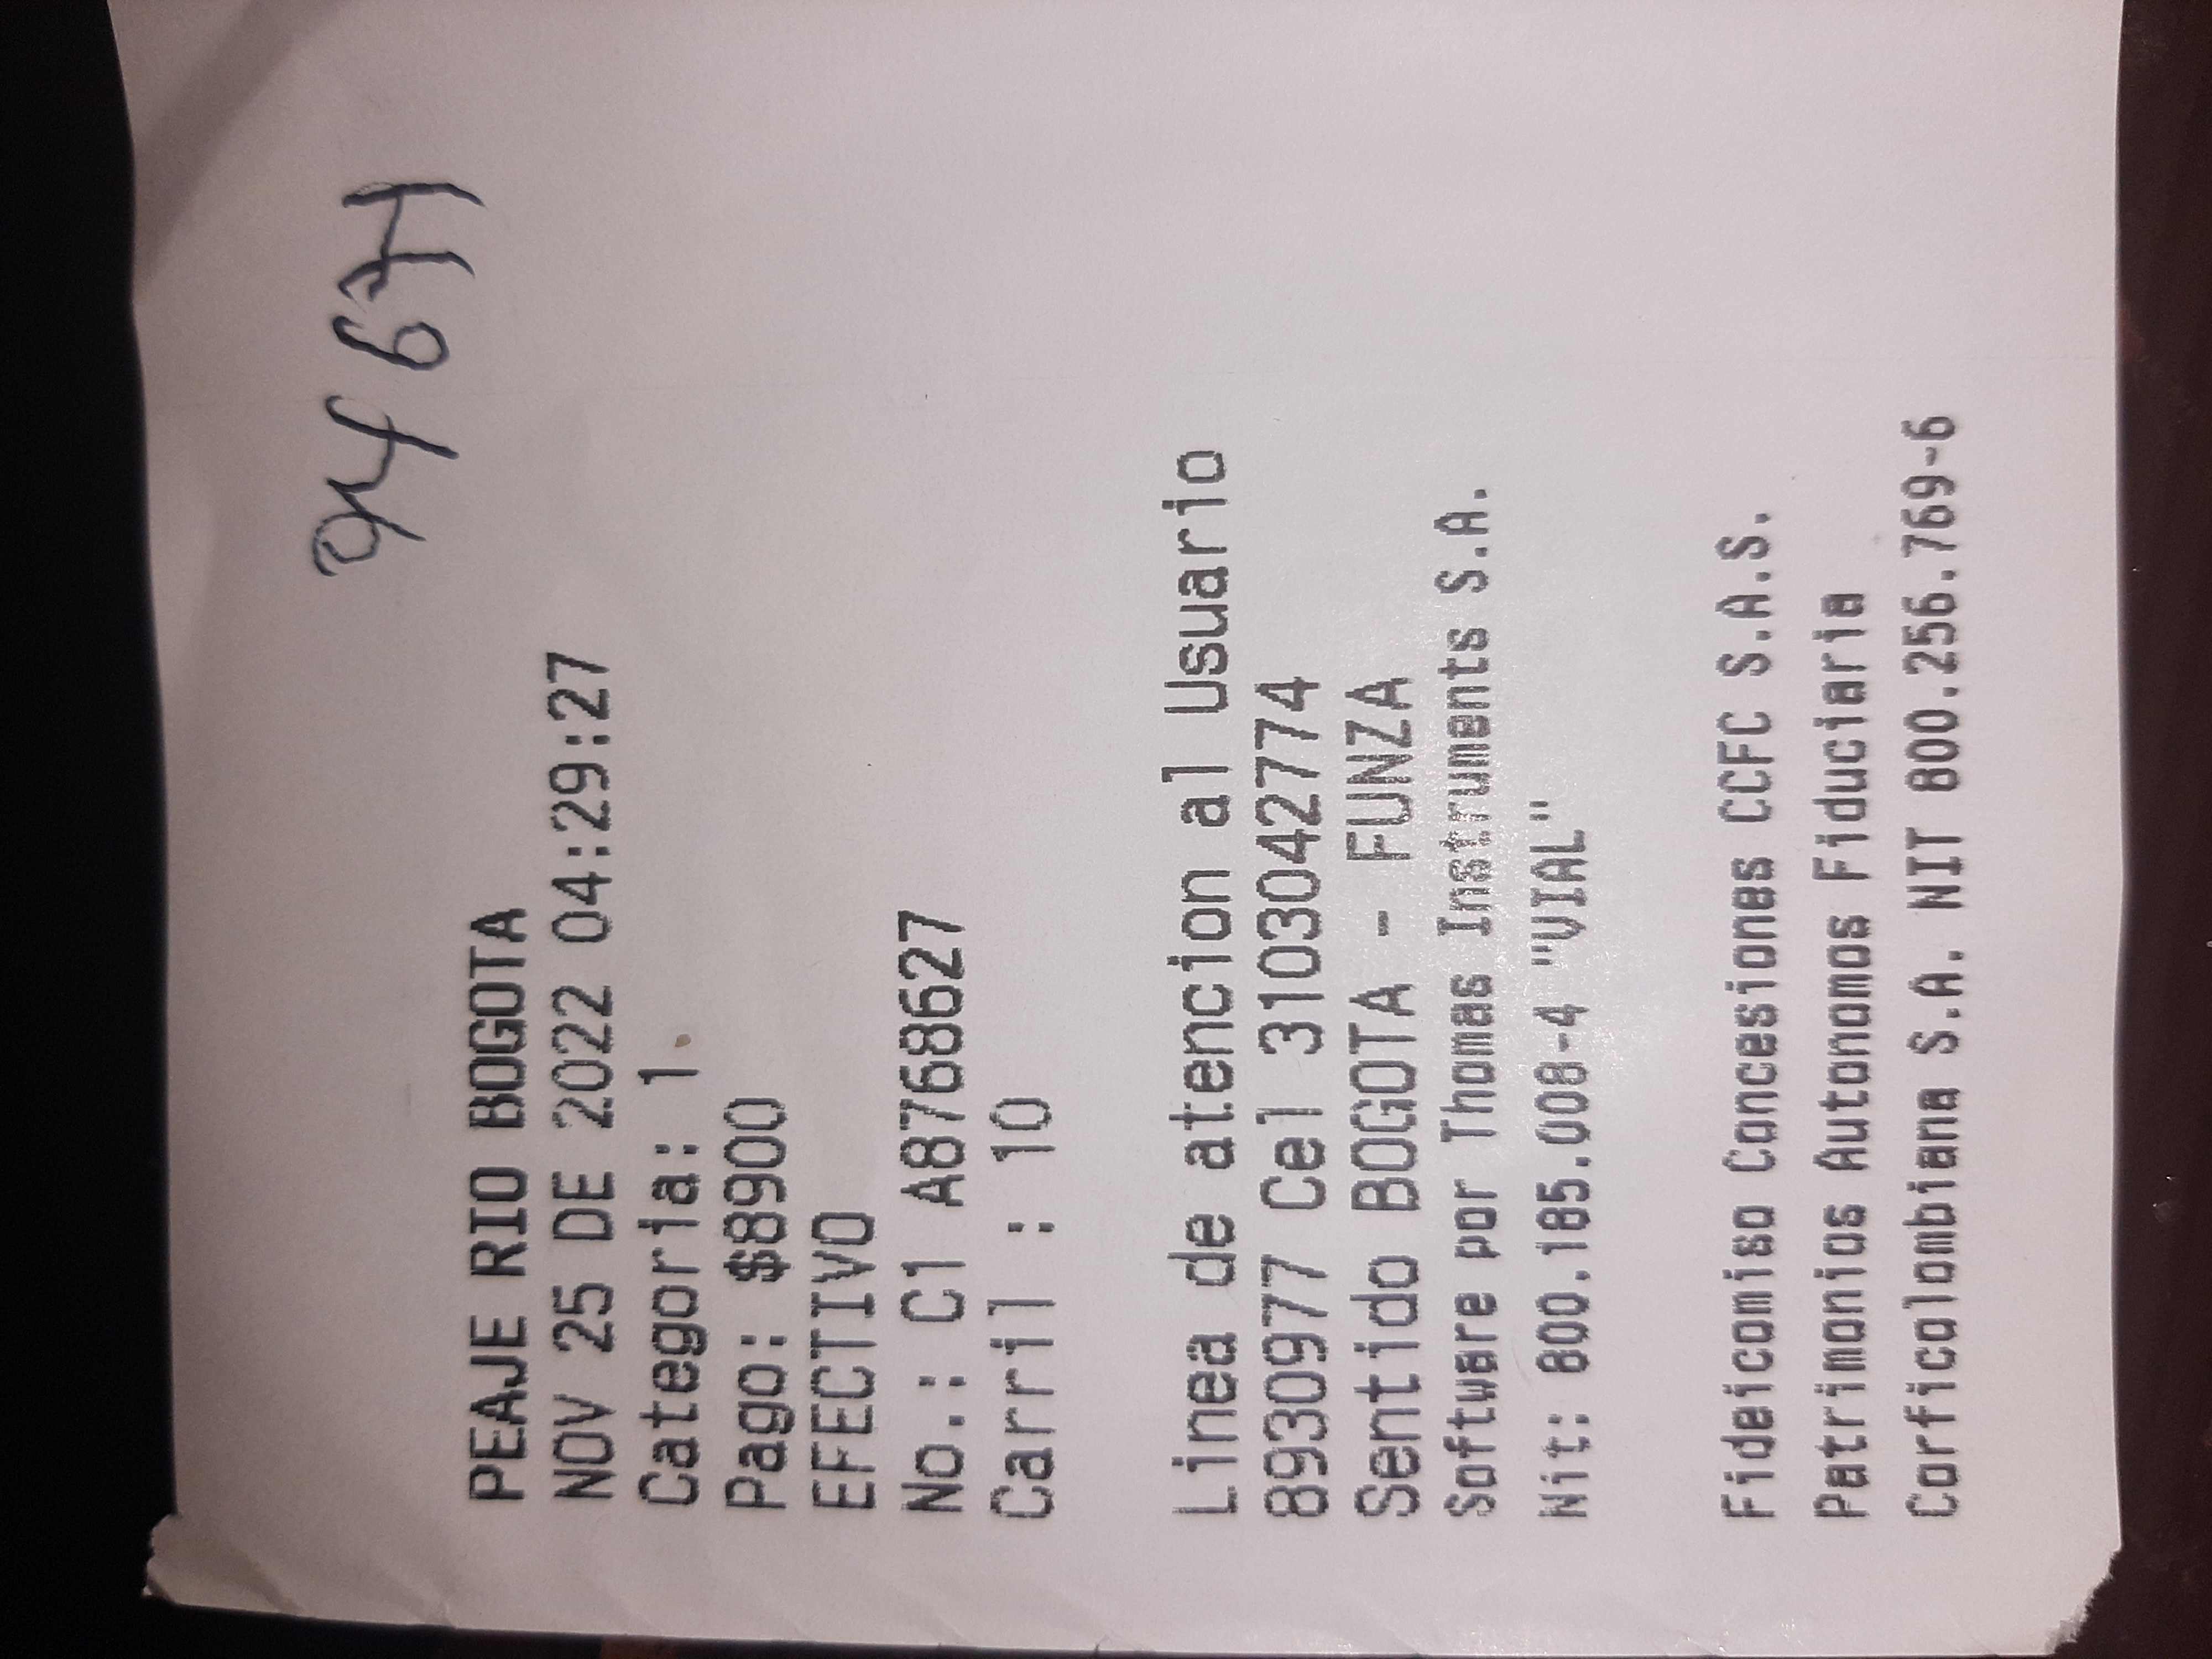 94 674
PEAJE RIO BOGOTA
NOV 25 DE 2022 04:29:27
Categoria: 1
Pago: $8900
EFECTIVO
No.: C1 A8768627
Carril : 10
Linea de atencion al Usuario
8930977 Cel 3103042774
Sentido BOGOTA - FUNZA
Software por Thomas Instruments S.A.
Nit: 800.185.008-4 "VIAL"
Fideicomiso Concesiones CCFC S.A.S.
Patrimonios Autonomos Fiduciaria
Corficolombiana S.A. NIT 800.256.769-6